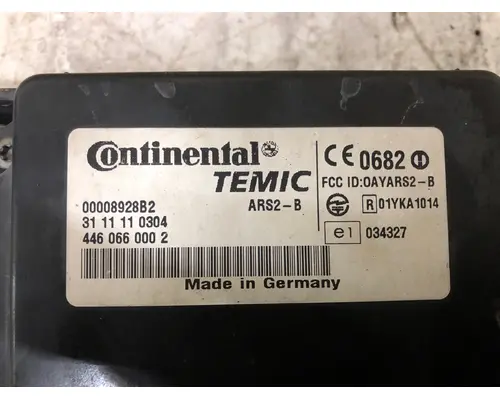 Continental
TEMIC
00008928B2
31 11 11 0304
446 066 000 2
ARS2-B
Made in Germany
CE 0682
FCC ID:OAYARS2-B
R 01YKA1014
e1 034327